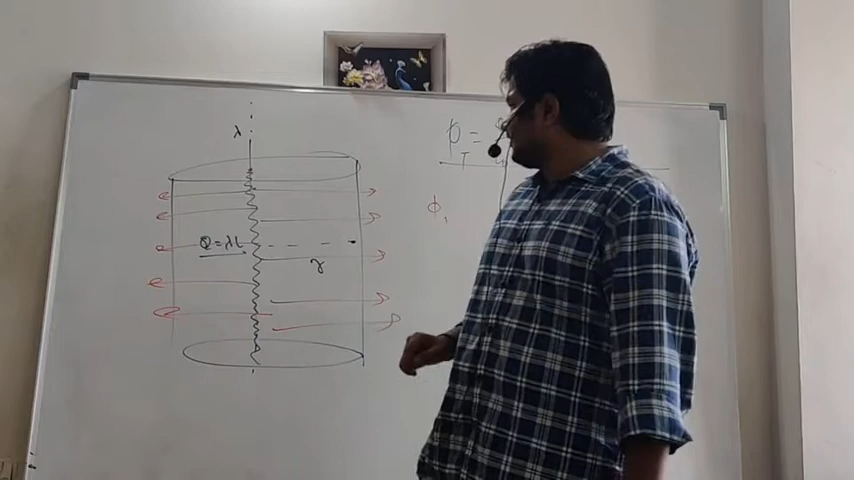 λ
ϕ
T
=
ϕ,
Q = λL
r